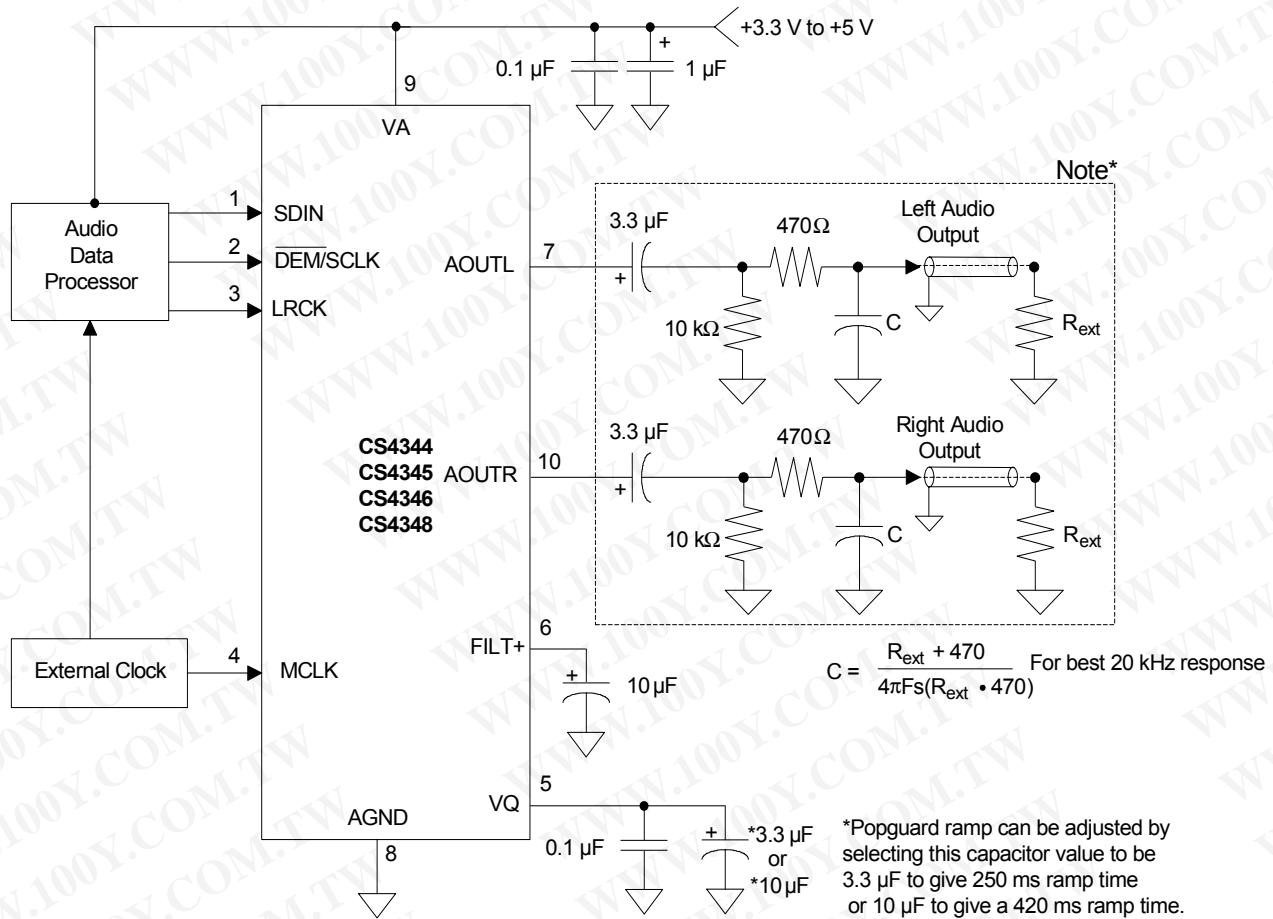 +3.3 V to +5 V
0.1 µF
+
1 µF
9
VA
Note*
Audio
Data
Processor
1
SDIN
2
DEM/SCLK
3
LRCK
AOUTL
7
3.3 µF
+
470Ω
10 kΩ
C
Left Audio
Output
Rext
CS4344
CS4345
CS4346
CS4348
AOUTR
10
3.3 µF
+
470Ω
10 kΩ
C
Right Audio
Output
Rext
External Clock
4
MCLK
FILT+
6
+
10 µF
C = Rext + 470 / 4πFs(Rext • 470) For best 20 kHz response
VQ
5
0.1 µF
+
*3.3 µF
or
*10 µF
AGND
8
*Popguard ramp can be adjusted by
selecting this capacitor value to be
3.3 µF to give 250 ms ramp time
or 10 µF to give a 420 ms ramp time.
WWW.100Y.COM.TW